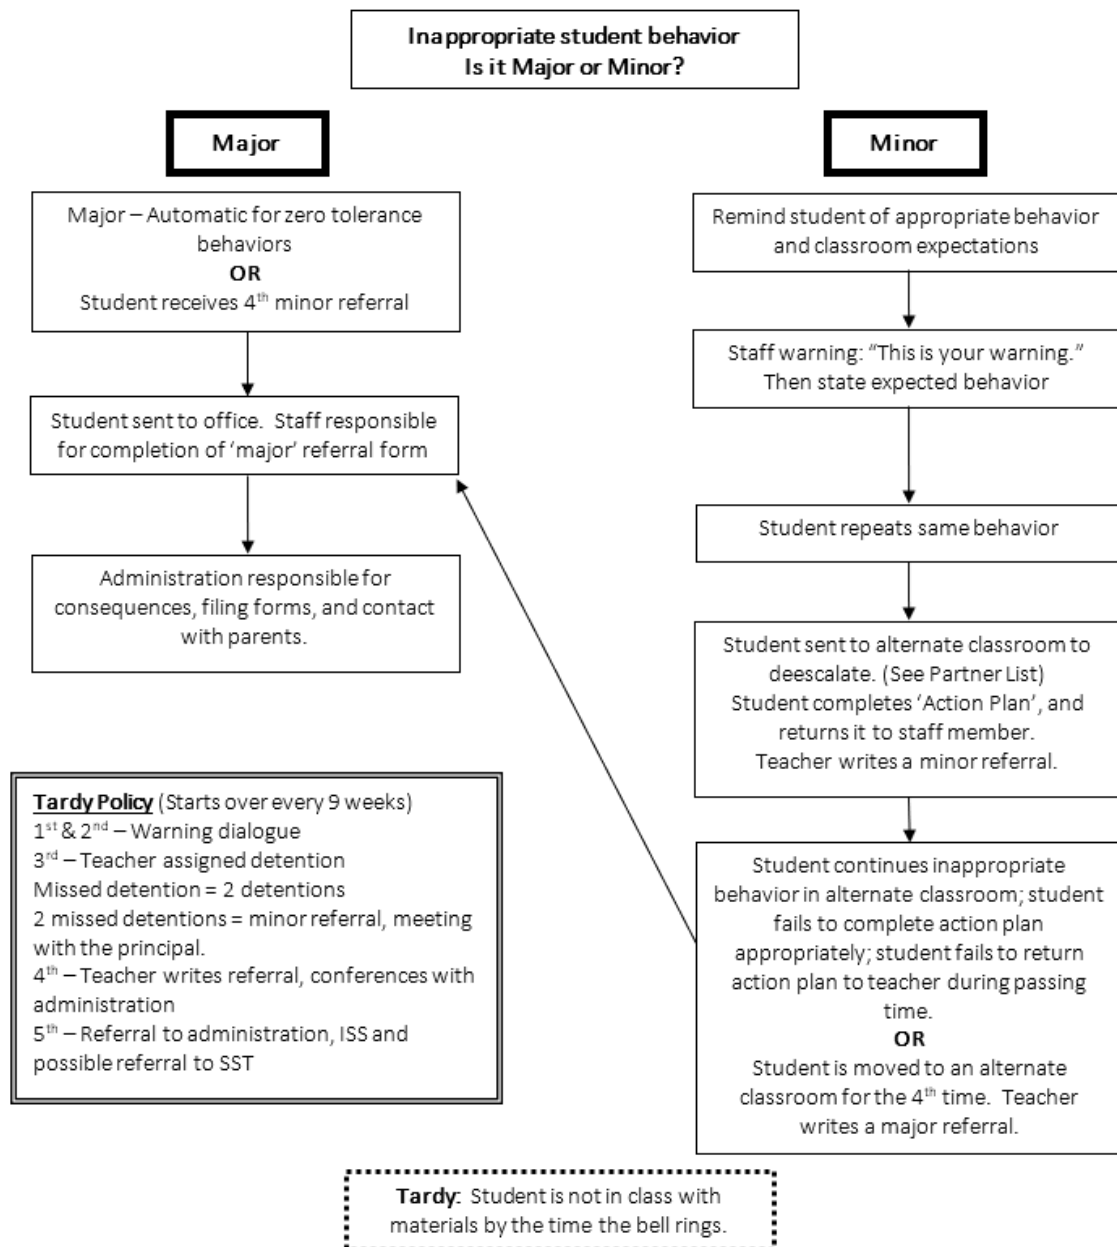 Inappropriate student behavior
Is it Major or Minor?
Major
Major – Automatic for zero tolerance
behaviors
OR
Student receives 4th minor referral
Student sent to office. Staff responsible
for completion of ‘major’ referral form
Administration responsible for
consequences, filing forms, and contact
with parents.
Minor
Remind student of appropriate behavior
and classroom expectations
Staff warning: “This is your warning.”
Then state expected behavior
Student repeats same behavior
Student sent to alternate classroom to
deescalate. (See Partner List)
Student completes ‘Action Plan’, and
returns it to staff member.
Teacher writes a minor referral.
Student continues inappropriate
behavior in alternate classroom; student
fails to complete action plan
appropriately; student fails to return
action plan to teacher during passing
time.
OR
Student is moved to an alternate
classroom for the 4th time. Teacher
writes a major referral.
Tardy Policy (Starts over every 9 weeks)
1st & 2nd – Warning dialogue
3rd – Teacher assigned detention
Missed detention = 2 detentions
2 missed detentions = minor referral, meeting
with the principal.
4th – Teacher writes referral, conferences with
administration
5th – Referral to administration, ISS and
possible referral to SST
Tardy: Student is not in class with
materials by the time the bell rings.